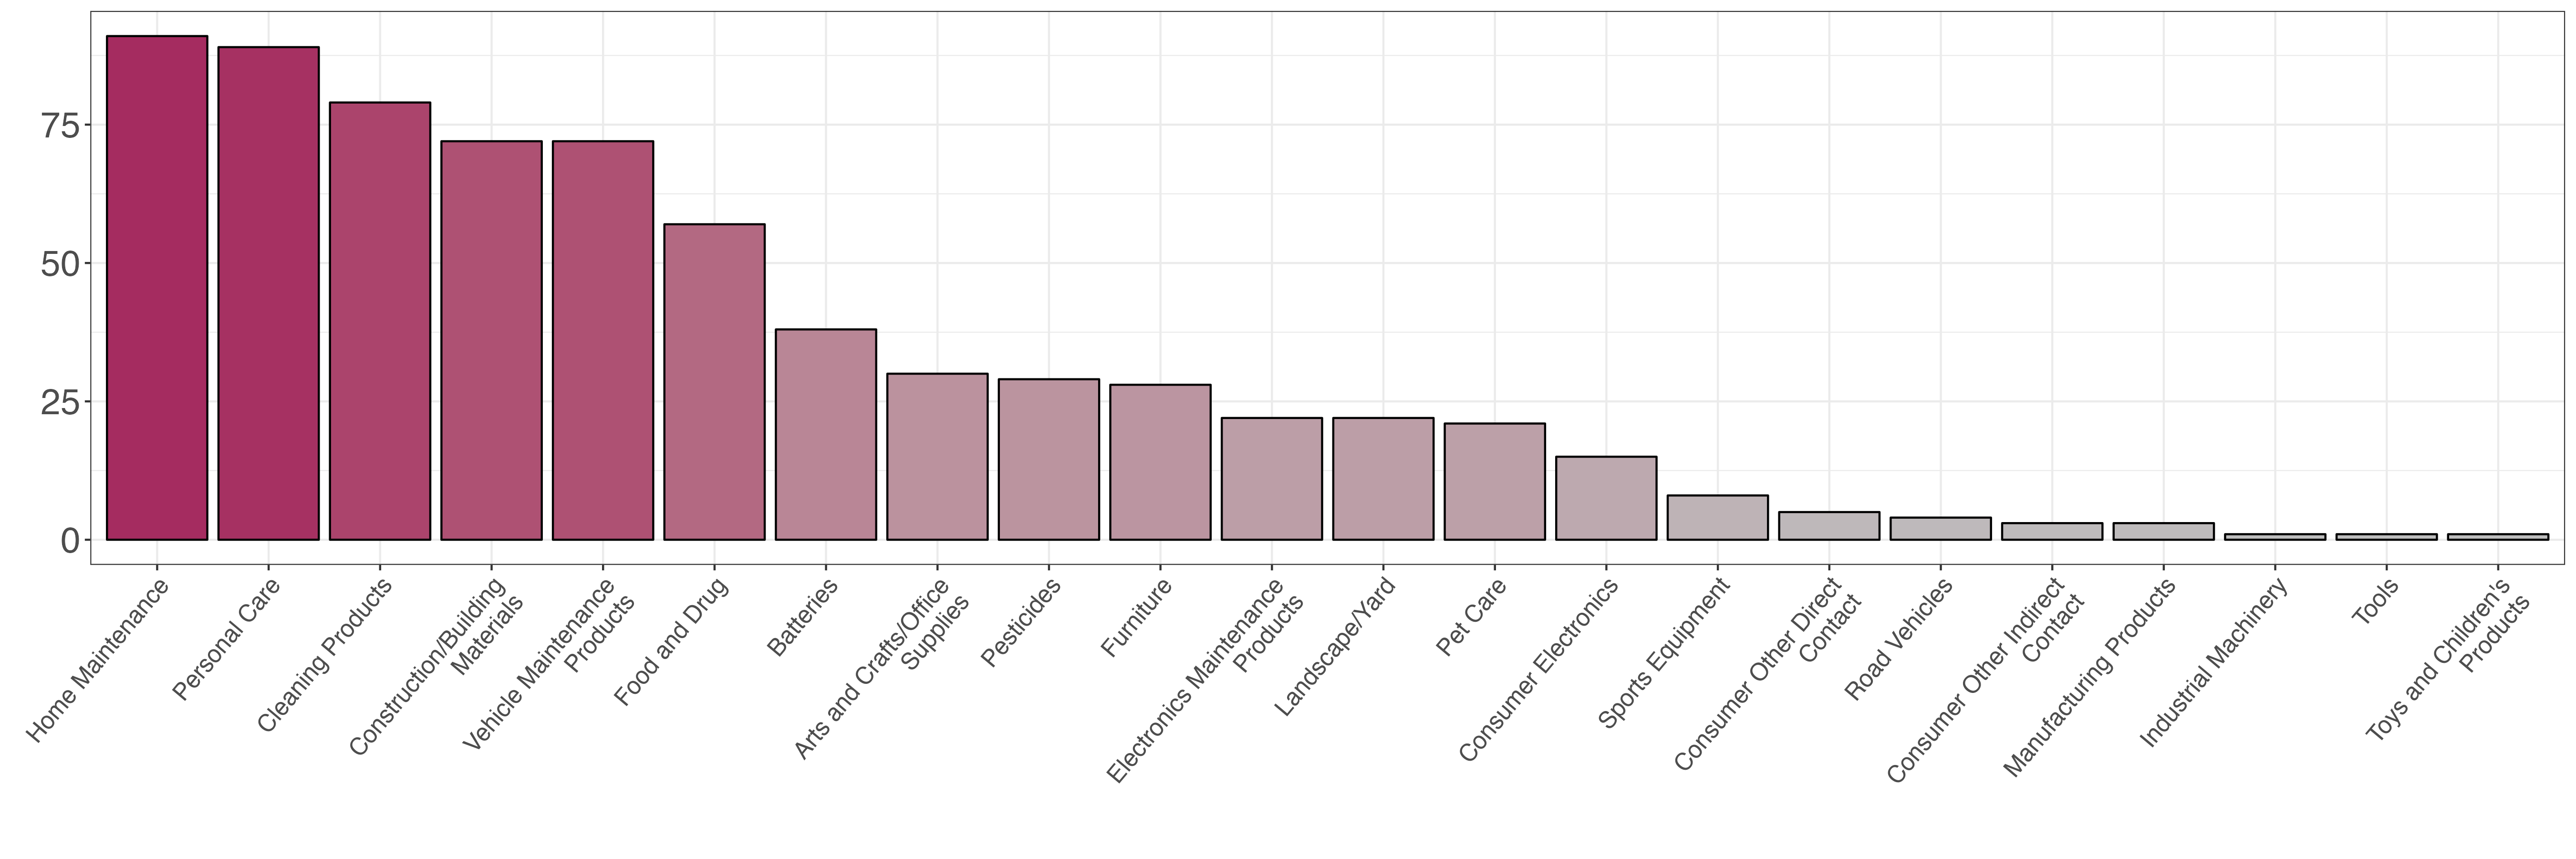 75
50
25
0
Home Maintenance
Personal Care
Cleaning Products
Construction/Building
Materials
Vehicle Maintenance
Products
Food and Drug
Batteries
Arts and Crafts/Office
Supplies
Pesticides
Furniture
Electronics Maintenance
Products
Landscape/Yard
Pet Care
Consumer Electronics
Sports Equipment
Consumer Other Direct
Contact
Road Vehicles
Consumer Other Indirect
Contact
Manufacturing Products
Industrial Machinery
Tools
Toys and Children's
Products